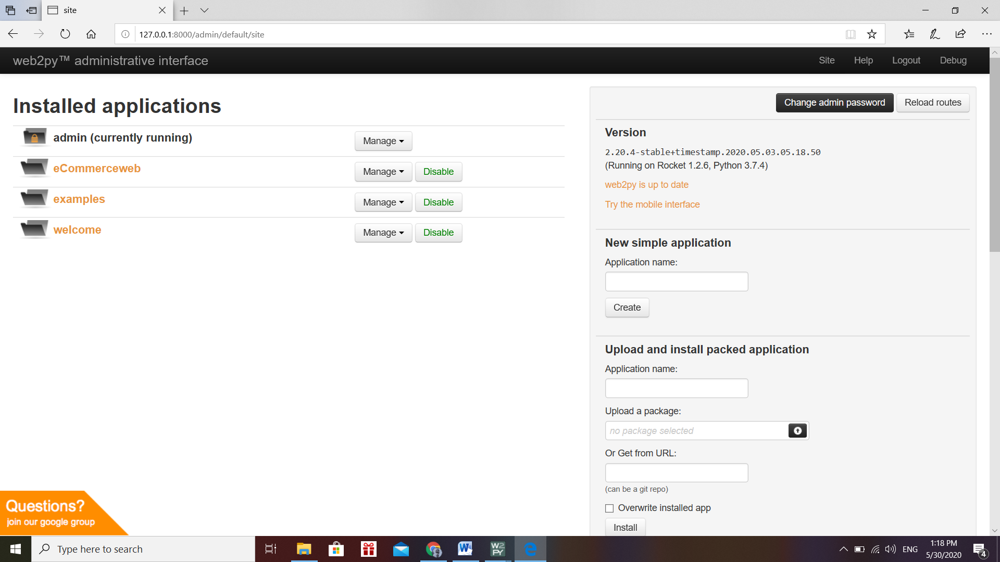 site
127.0.0.1:8000/admin/default/site
web2py™ administrative interface
Site Help Logout Debug
Installed applications
admin (currently running) Manage
eCommerceweb Manage Disable
examples Manage Disable
welcome Manage Disable
Change admin password Reload routes
Version
2.20.4-stable+timestamp.2020.05.03.05.18.50
(Running on Rocket 1.2.6, Python 3.7.4)
web2py is up to date
Try the mobile interface
New simple application
Application name:
Create
Upload and install packed application
Application name:
Upload a package:
no package selected
Or Get from URL:
(can be a git repo)
Overwrite installed app
Install
Questions?
join our google group
Type here to search
W
W2
PY
ENG
1:18 PM
5/30/2020
4